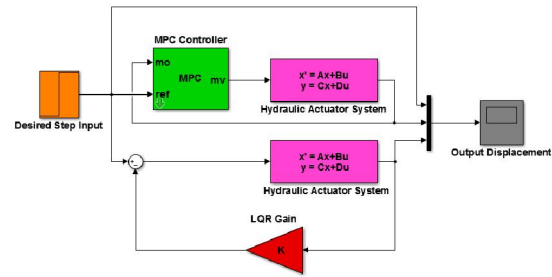 MPC Controller
mo
MPC
mv
ref
x' = Ax+Bu
y = Cx+Du
Hydraulic Actuator System
Desired Step Input
Output Displacement
x' = Ax+Bu
y = Cx+Du
Hydraulic Actuator System
LQR Gain
K